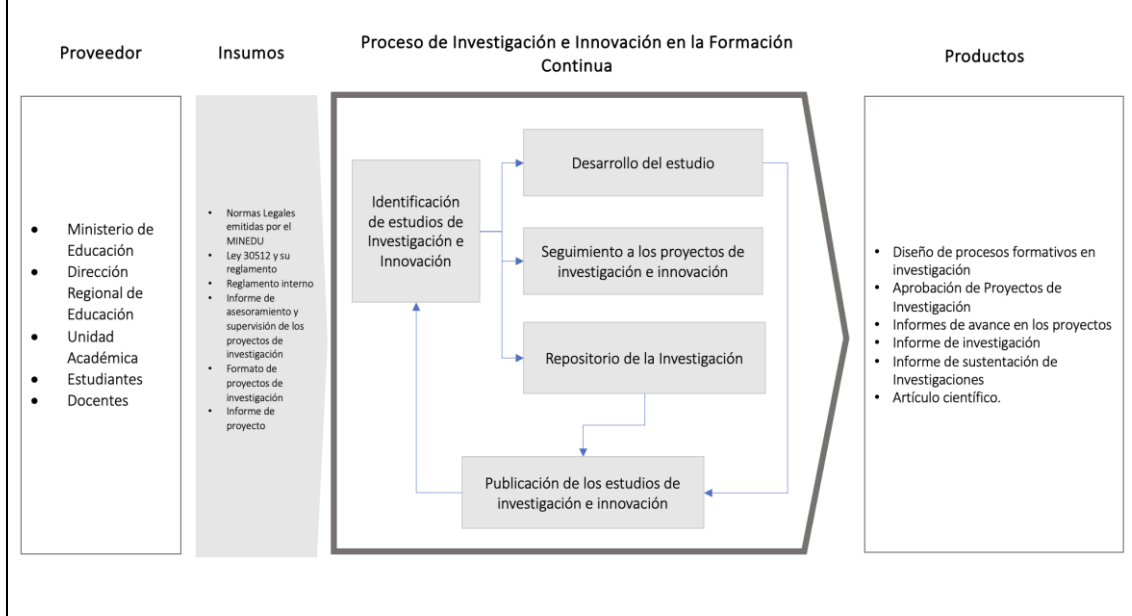 Proveedor
Insumos
Proceso de Investigación e Innovación en la Formación
Continua
Productos
• Ministerio de
Educación
• Dirección
Regional de
Educación
• Unidad
Académica
• Estudiantes
• Docentes
• Normas Legales
emitidas por el
MINEDU
• Ley 30512 y su
reglamento
• Reglamento interno
• Informe de
asesoramiento y
supervisión de los
proyectos de
investigación
• Formato de
proyectos de
investigación
• Informe de
proyecto
Identificación
de estudios de
Investigación e
Innovación
Desarrollo del estudio
Seguimiento a los proyectos de
investigación e innovación
Repositorio de la Investigación
Publicación de los estudios de
investigación e innovación
• Diseño de procesos formativos en
investigación
• Aprobación de Proyectos de
Investigación
• Informes de avance en los proyectos
• Informe de investigación
• Informe de sustentación de
Investigaciones
• Artículo científico.